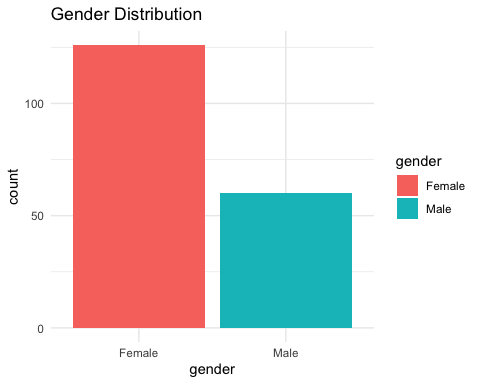 Gender Distribution
count
100
50
0
Female
Male
gender
gender
Female
Male